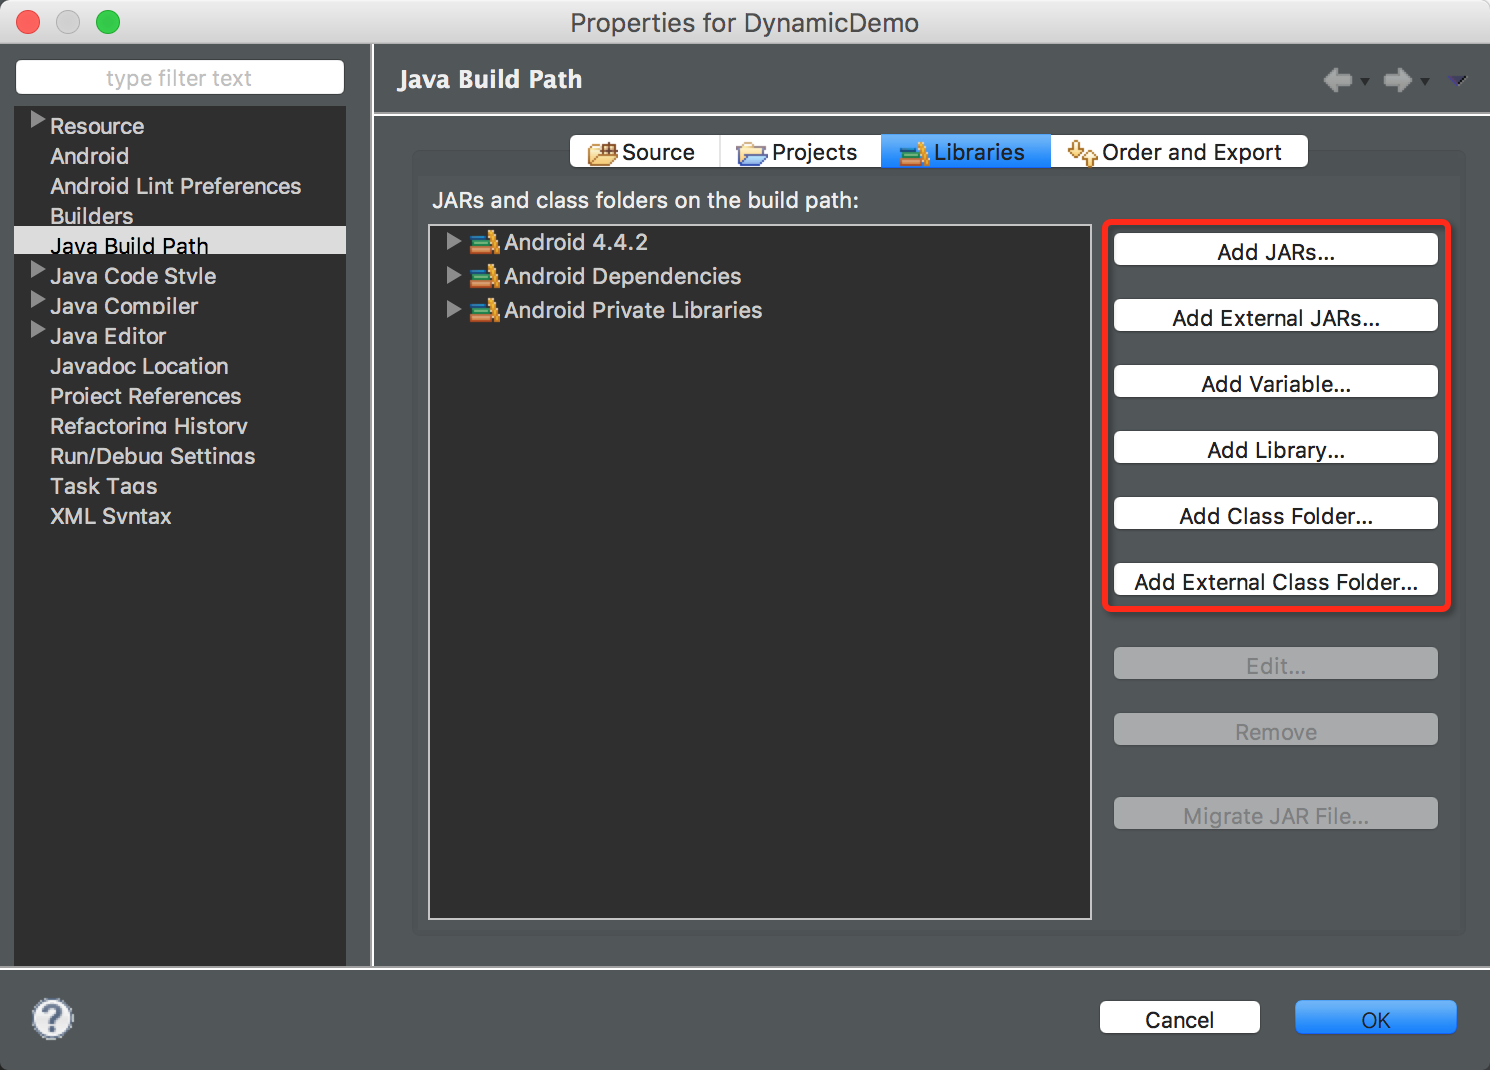 Properties for DynamicDemo
type filter text
Resource
Android
Android Lint Preferences
Builders
Java Build Path
Java Code Style
Java Compiler
Java Editor
Javadoc Location
Project References
Refactoring History
Run/Debug Settings
Task Tags
XML Syntax
Java Build Path
Source Projects Libraries Order and Export
JARs and class folders on the build path:
Android 4.4.2
Android Dependencies
Android Private Libraries
Add JARs...
Add External JARs...
Add Variable...
Add Library...
Add Class Folder...
Add External Class Folder...
Edit...
Remove
Migrate JAR File...
?
Cancel OK